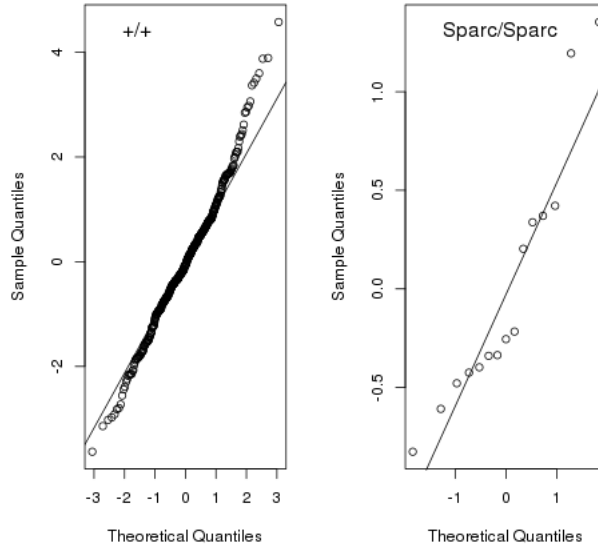 +/+
Sample Quantiles
4
2
0
-2
-3 -2 -1 0 1 2 3
Theoretical Quantiles
Sparc/Sparc
Sample Quantiles
1.0
0.5
0.0
-0.5
-1 0 1
Theoretical Quantiles